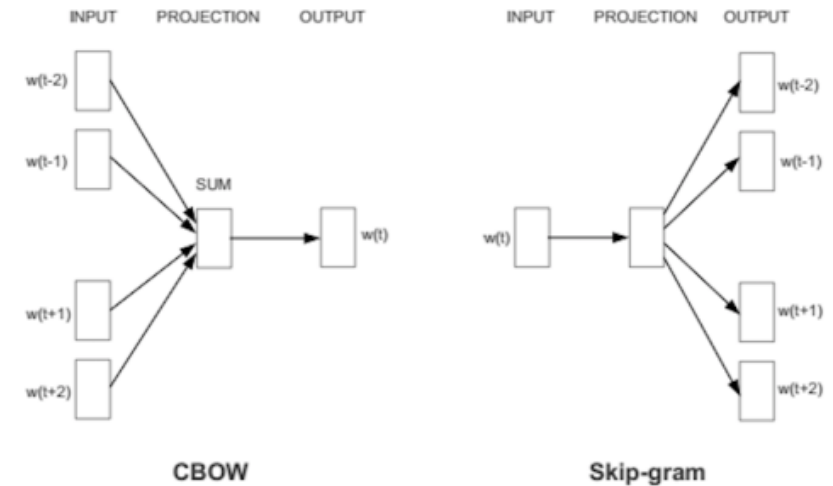 INPUT PROJECTION OUTPUT
w(t-2)
w(t-1)
SUM
w(t)
w(t+1)
w(t+2)
CBOW
INPUT PROJECTION OUTPUT
w(t-2)
w(t-1)
w(t)
w(t+1)
w(t+2)
Skip-gram